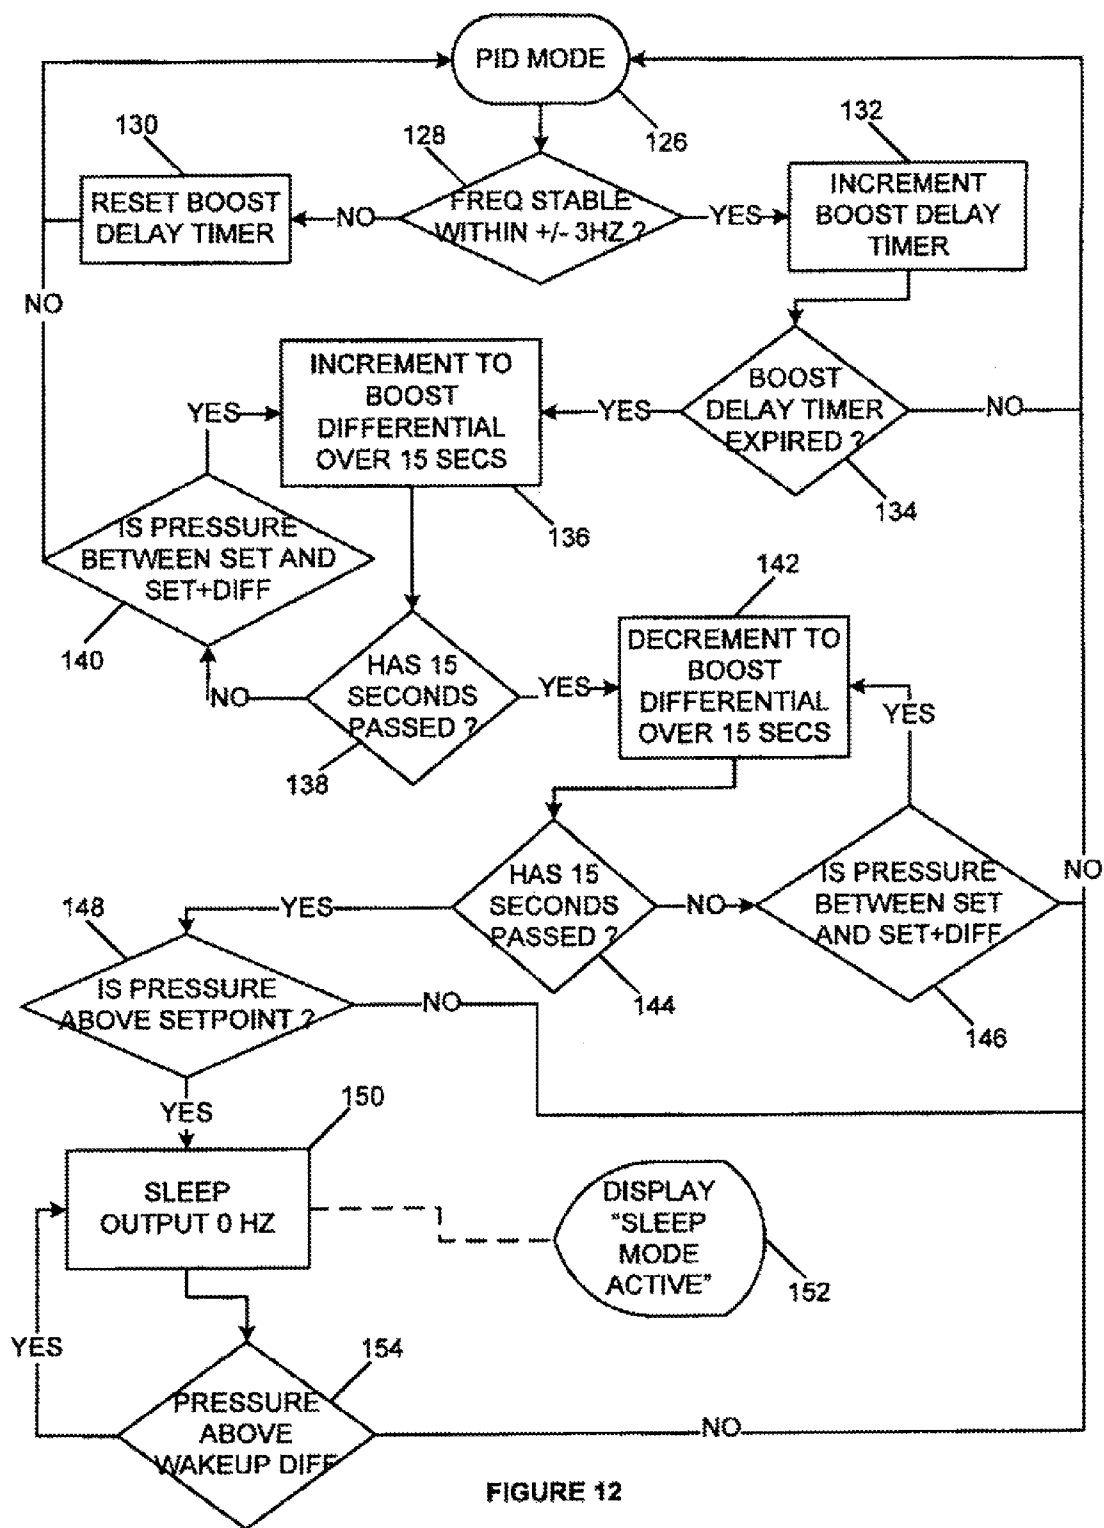 PID MODE
126
130
128
132
RESET BOOST
DELAY TIMER
NO
FREQ STABLE
WITHIN +/- 3HZ ?
YES
INCREMENT
BOOST DELAY
TIMER
NO
INCREMENT TO
BOOST
DIFFERENTIAL
OVER 15 SECS
YES
YES
BOOST
DELAY TIMER
EXPIRED ?
NO
134
136
IS PRESSURE
BETWEEN SET AND
SET+DIFF
140
142
HAS 15
SECONDS
PASSED ?
NO
YES
138
DECREMENT TO
BOOST
DIFFERENTIAL
OVER 15 SECS
YES
HAS 15
SECONDS
PASSED ?
YES
NO
144
IS PRESSURE
BETWEEN SET
AND SET+DIFF
NO
146
148
IS PRESSURE
ABOVE SETPOINT ?
NO
YES
150
SLEEP
OUTPUT 0 HZ
DISPLAY
"SLEEP
MODE
ACTIVE"
152
YES
154
PRESSURE
ABOVE
WAKEUP DIFF
NO
FIGURE 12